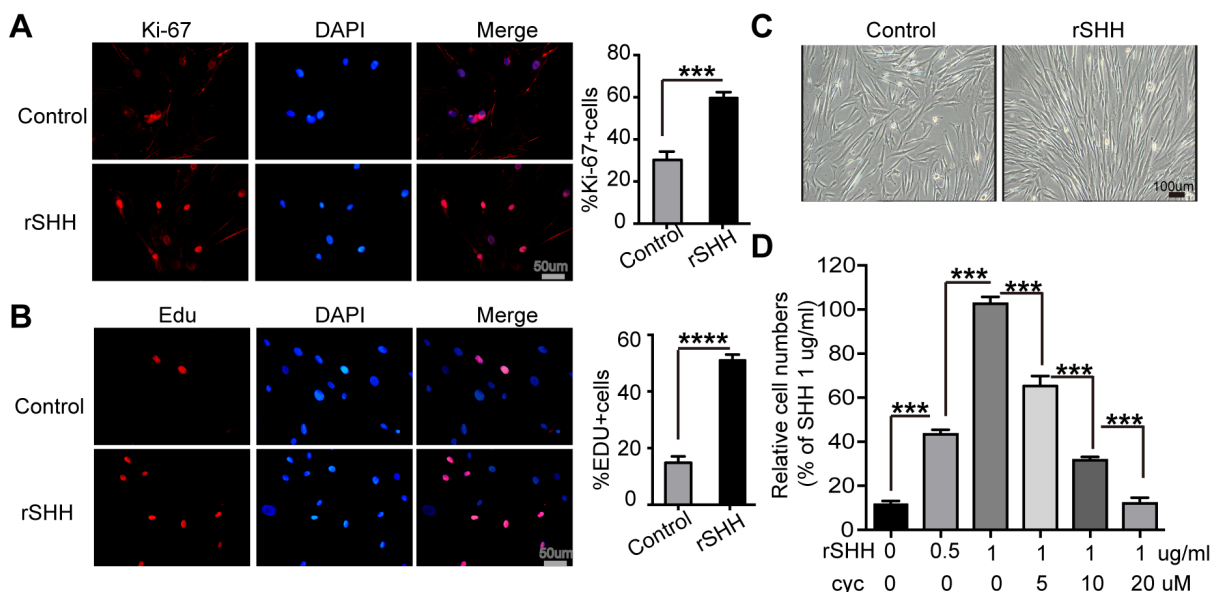 A
Ki-67 DAPI Merge
Control
rSHH
50um
%Ki-67+cells
80
60
40
20
0
***
Control rSHH
B
Edu DAPI Merge
Control
rSHH
50um
%EDU+cells
60
40
20
0
****
Control rSHH
C
Control rSHH
100um
D
Relative cell numbers
(% of SHH 1 ug/ml)
120
100
80
60
40
20
0
*** *** *** *** ***
rSHH 0 0.5 1 1 1 1 ug/ml
cyc 0 0 0 5 10 20 uM